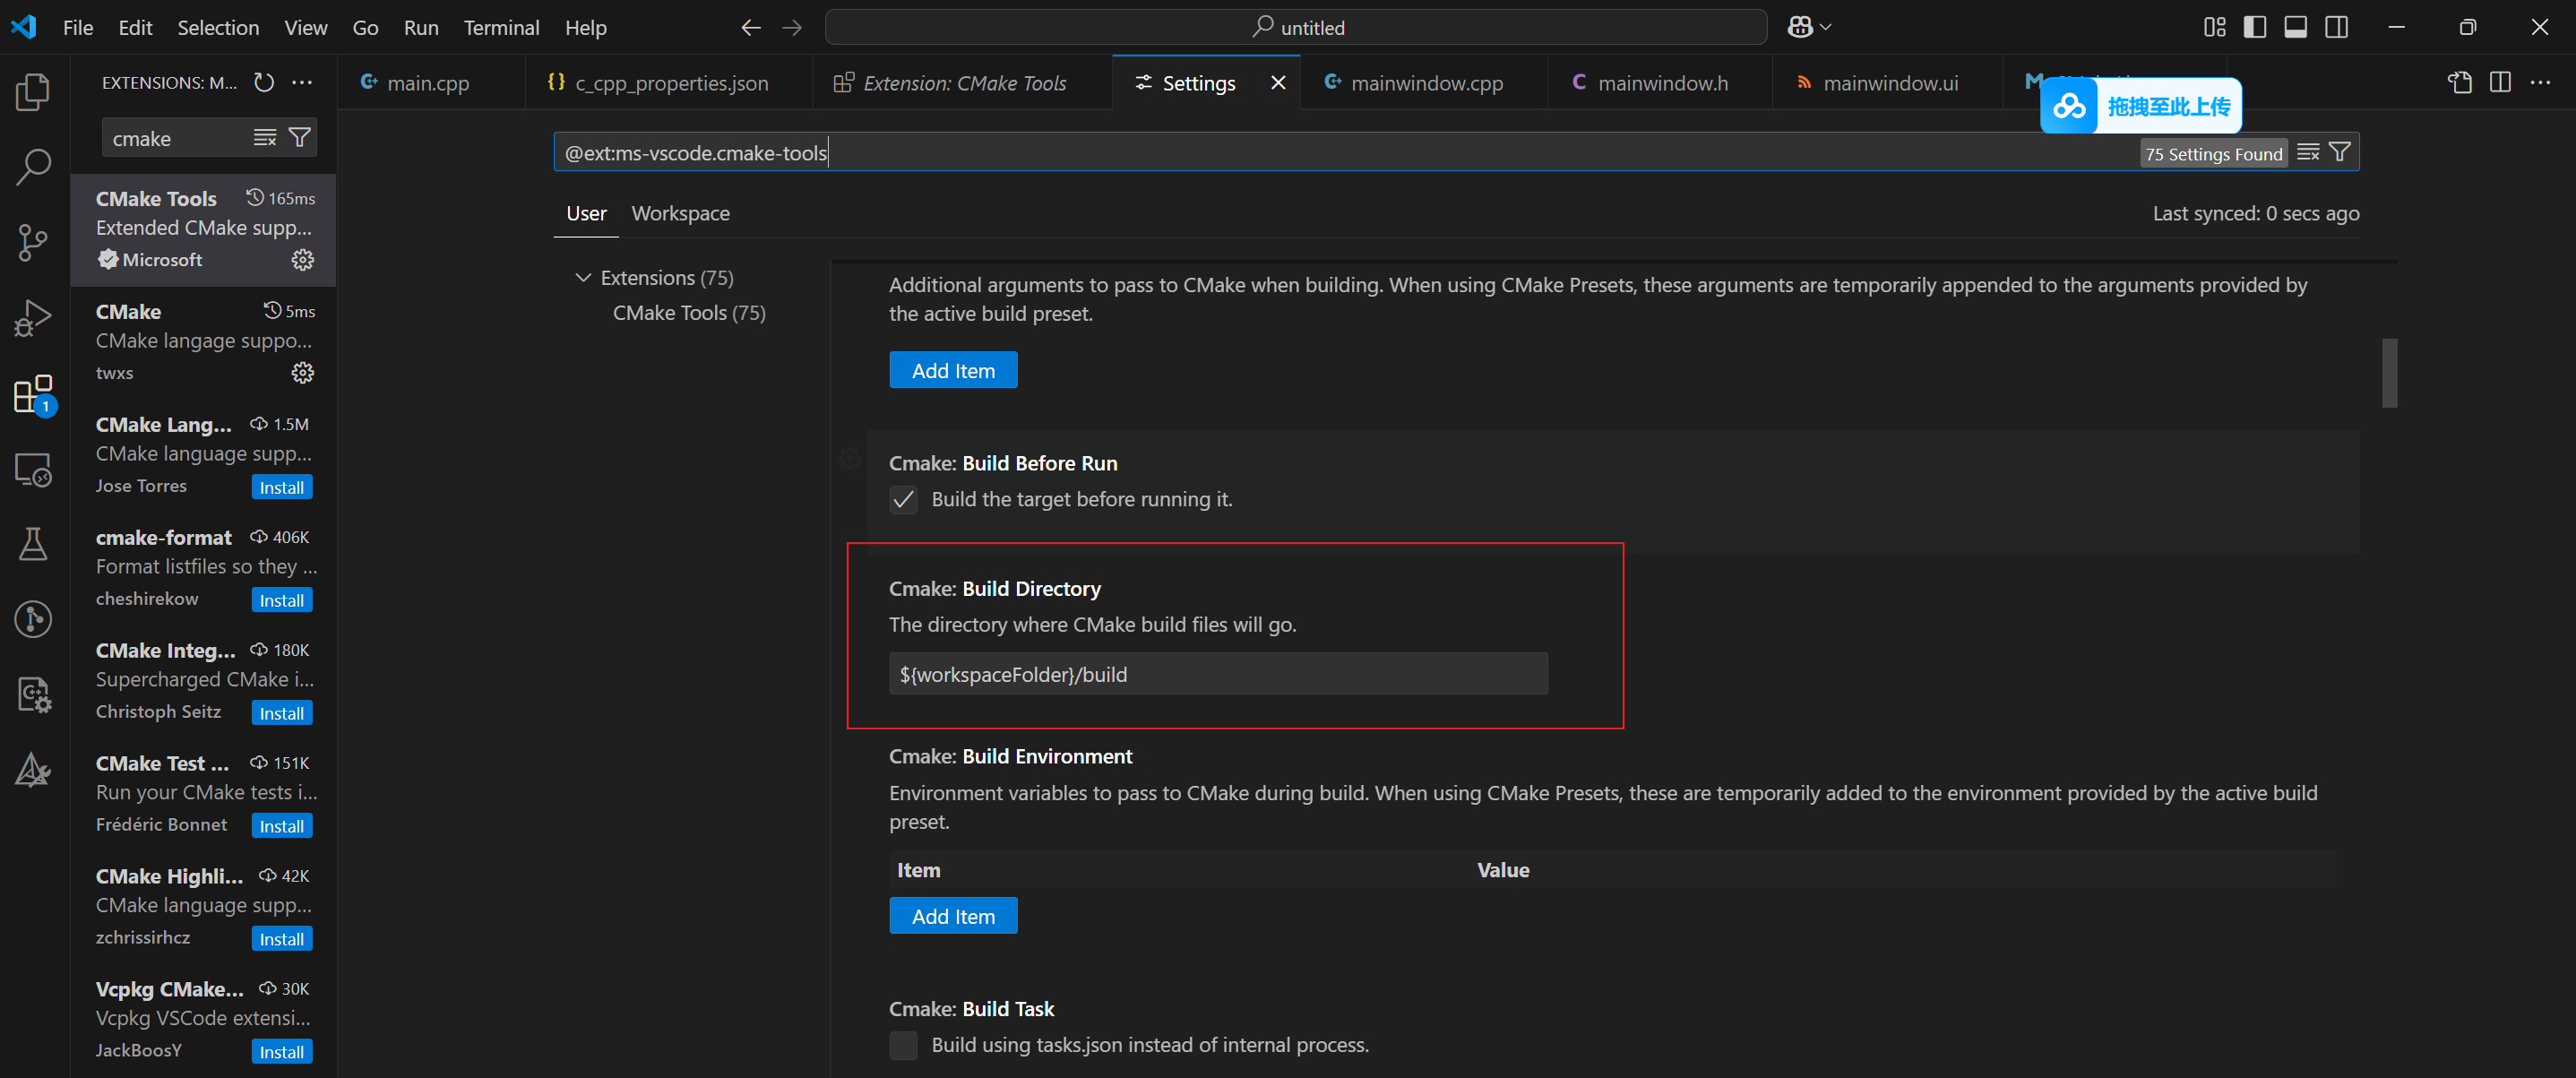 File Edit Selection View Go Run Terminal Help
untitled
EXTENSIONS: M...
main.cpp
c_cpp_properties.json
Extension: CMake Tools
Settings
mainwindow.cpp
mainwindow.h
mainwindow.ui
拖拽至此上传
cmake
CMake Tools 165ms
Extended CMake supp...
Microsoft
CMake 5ms
CMake langage suppo...
twxs
CMake Lang... 1.5M
CMake language supp...
Jose Torres Install
cmake-format 406K
Format listfiles so they ...
cheshirekow Install
CMake Integ... 180K
Supercharged CMake i...
Christoph Seitz Install
CMake Test ... 151K
Run your CMake tests i...
Frédéric Bonnet Install
CMake Highli... 42K
CMake language supp...
zchrissirhcz Install
Vcpkg CMake... 30K
Vcpkg VSCode extensi...
JackBoosY Install
1
@ext:ms-vscode.cmake-tools
75 Settings Found
User Workspace
Last synced: 0 secs ago
Extensions (75)
CMake Tools (75)
Additional arguments to pass to CMake when building. When using CMake Presets, these arguments are temporarily appended to the arguments provided by
the active build preset.
Add Item
Cmake: Build Before Run
Build the target before running it.
Cmake: Build Directory
The directory where CMake build files will go.
${workspaceFolder}/build
Cmake: Build Environment
Environment variables to pass to CMake during build. When using CMake Presets, these are temporarily added to the environment provided by the active build
preset.
Item Value
Add Item
Cmake: Build Task
Build using tasks.json instead of internal process.